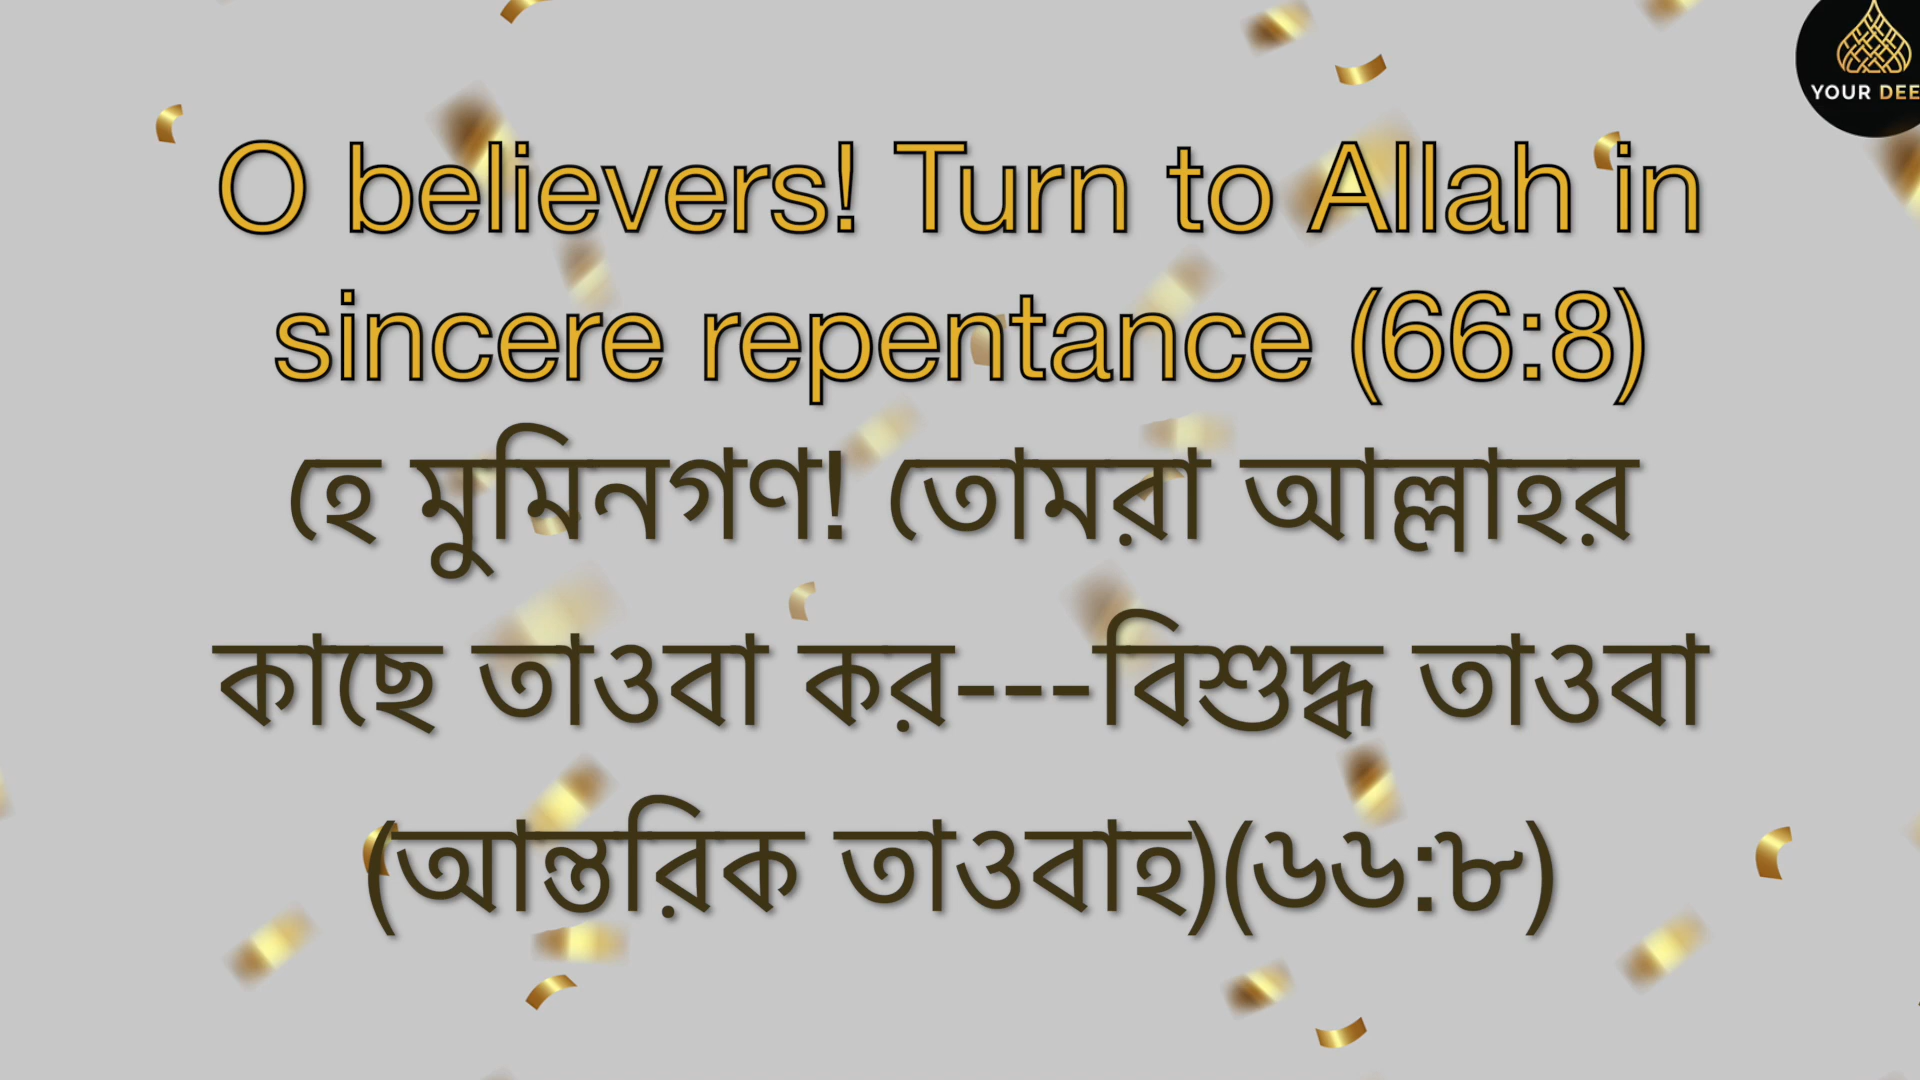 YOUR DEE
O believers! Turn to Allah in
sincere repentance (66:8)
হে মুমিনগণ! তোমরা আল্লাহর
কাছে তাওবা কর---বিশুদ্ধ তাওবা
(আন্তরিক তাওবাহ)(৬৬:৮)